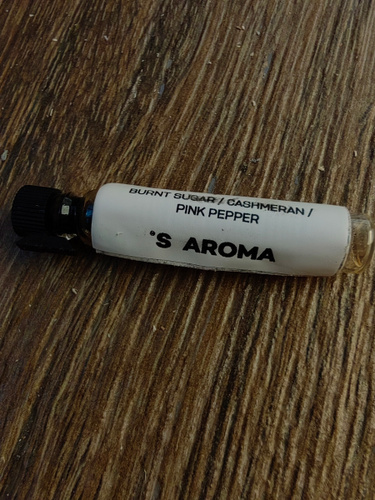 BURNT SUGAR / CASHMERAN /
PINK PEPPER
'S AROMA